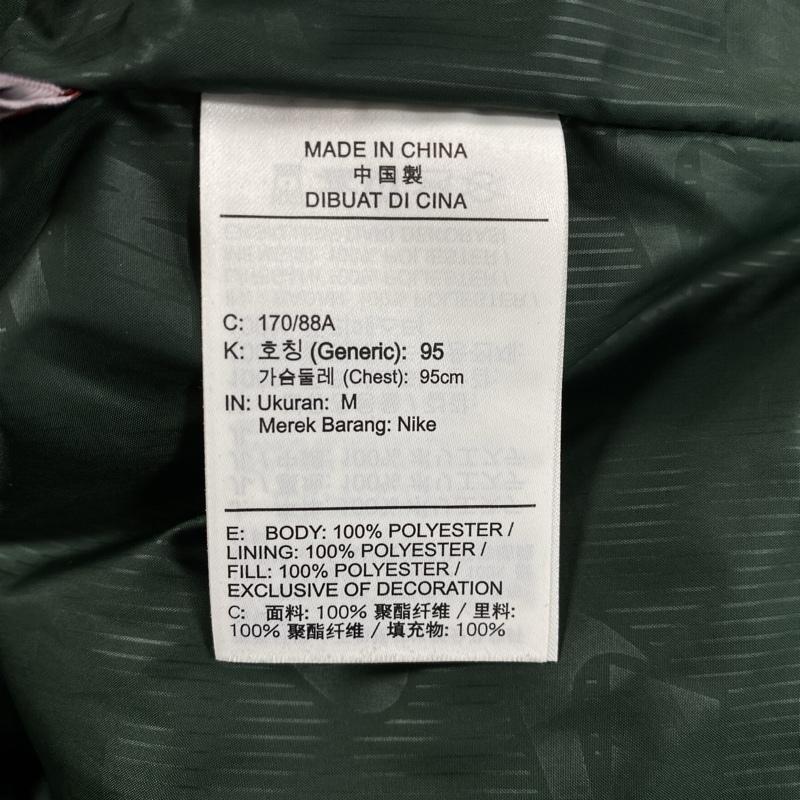 MADE IN CHINA
中国製
DIBUAT DI CINA
C: 170/88A
K: 호칭 (Generic): 95
가슴둘레 (Chest): 95cm
IN: Ukuran: M
Merek Barang: Nike
E: BODY: 100% POLYESTER /
LINING: 100% POLYESTER /
FILL: 100% POLYESTER /
EXCLUSIVE OF DECORATION
C: 面料: 100% 聚酯纤维 / 里料:
100% 聚酯纤维 / 填充物: 100%